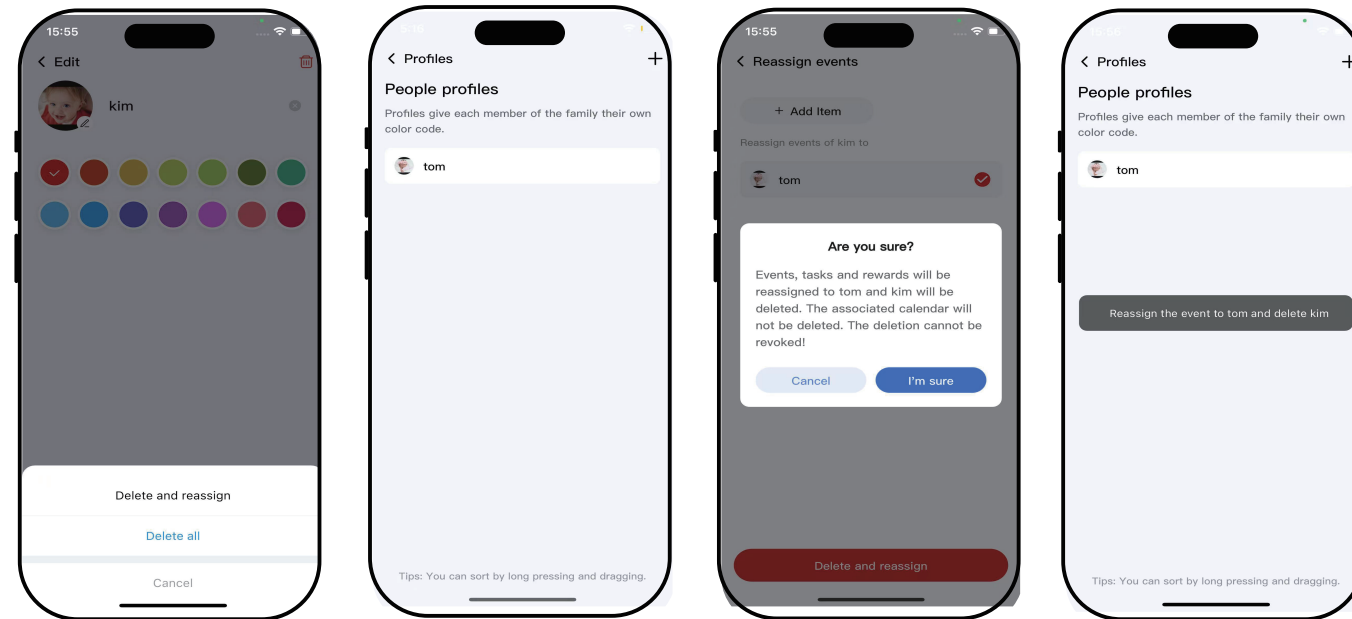 15:55
Edit
kim
Delete and reassign
Delete all
Cancel
Profiles
People profiles
Profiles give each member of the family their own
color code.
tom
Tips: You can sort by long pressing and dragging.
15:55
Reassign events
+ Add Item
Reassign events of kim to
tom
Are you sure?
Events, tasks and rewards will be
reassigned to tom and kim will be
deleted. The associated calendar will
not be deleted. The deletion cannot be
revoked!
Cancel
I'm sure
Delete and reassign
Profiles
People profiles
Profiles give each member of the family their own
color code.
tom
Reassign the event to tom and delete kim
Tips: You can sort by long pressing and dragging.